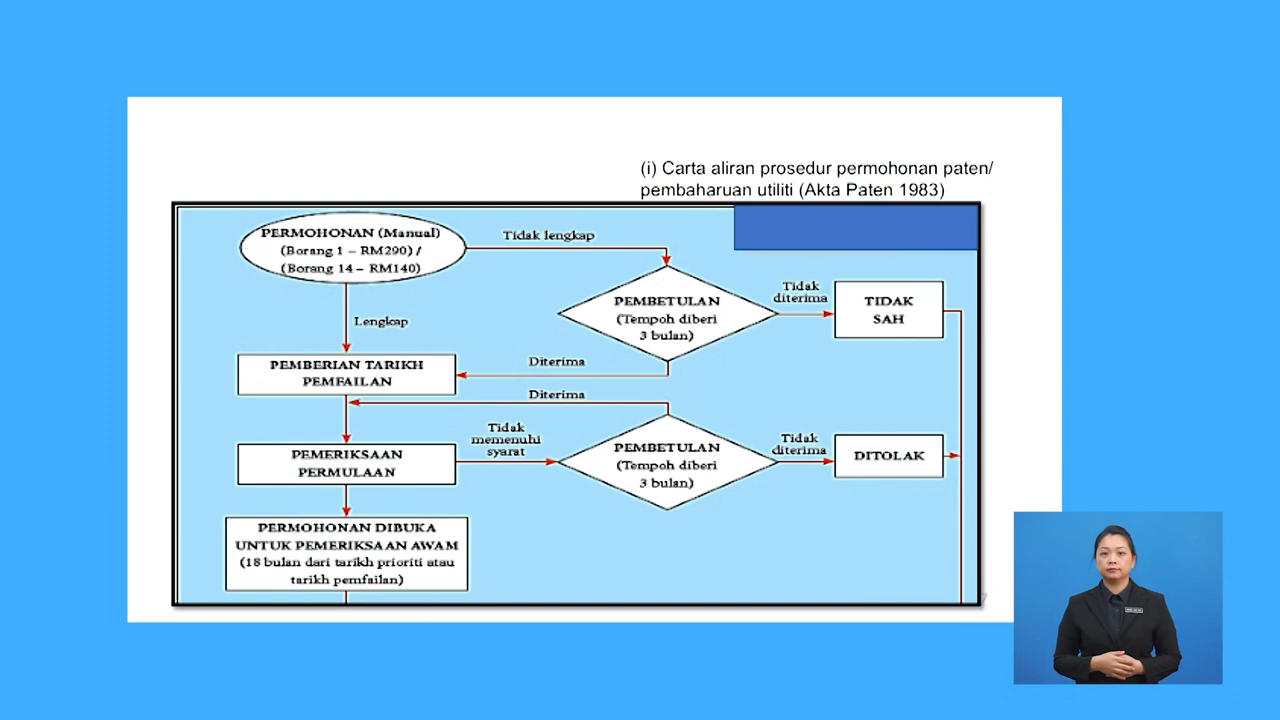 (i) Carta aliran prosedur permohonan paten/
pembaharuan utiliti (Akta Paten 1983)
PERMOHONAN (Manual)
(Borang 1 – RM290) /
(Borang 14 – RM140)
Tidak lengkap
Lengkap
PEMBETULAN
(Tempoh diberi
3 bulan)
Tidak
diterima
TIDAK
SAH
Diterima
PEMBERIAN TARIKH
PEMFAILAN
Diterima
PEMERIKSAAN
PERMULAAN
Tidak
memenuhi
syarat
PEMBETULAN
(Tempoh diberi
3 bulan)
Tidak
diterima
DITOLAK
PERMOHONAN DIBUKA
UNTUK PEMERIKSAAN AWAM
(18 bulan dari tarikh prioriti atau
tarikh pemfailan)